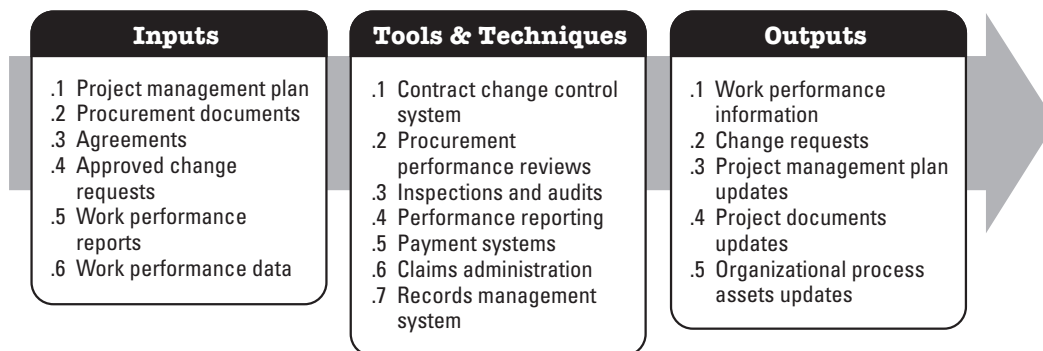 Inputs
.1 Project management plan
.2 Procurement documents
.3 Agreements
.4 Approved change
requests
.5 Work performance
reports
.6 Work performance data
Tools & Techniques
.1 Contract change control
system
.2 Procurement
performance reviews
.3 Inspections and audits
.4 Performance reporting
.5 Payment systems
.6 Claims administration
.7 Records management
system
Outputs
.1 Work performance
information
.2 Change requests
.3 Project management plan
updates
.4 Project documents
updates
.5 Organizational process
assets updates